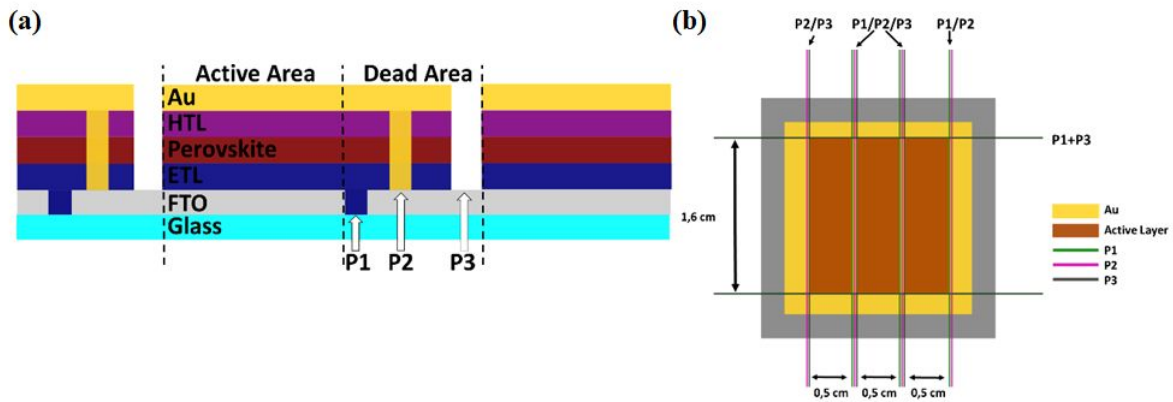 (a)
Active Area
Dead Area
Au
HTL
Perovskite
ETL
FTO
Glass
P1
P2
P3
(b)
P2/P3
P1/P2/P3
P1/P2
P1+P3
1,6 cm
Au
Active Layer
P1
P2
P3
0,5 cm
0,5 cm
0,5 cm